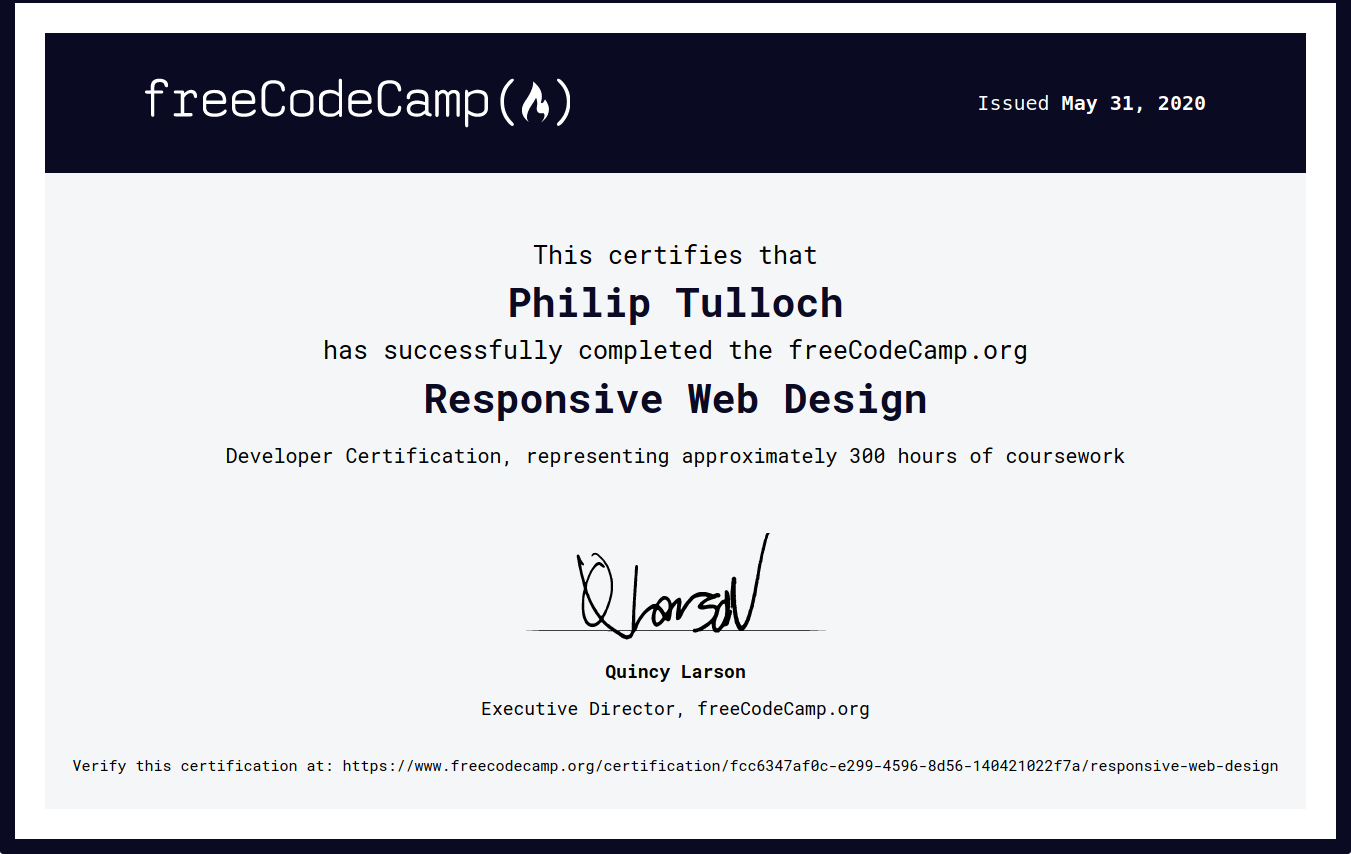 freeCodeCamp
Issued May 31, 2020
This certifies that
Philip Tulloch
has successfully completed the freeCodeCamp.org
Responsive Web Design
Developer Certification, representing approximately 300 hours of coursework
Q Larson
Quincy Larson
Executive Director, freeCodeCamp.org
Verify this certification at: https://www.freecodecamp.org/certification/fcc6347af0c-e299-4596-8d56-140421022f7a/responsive-web-design